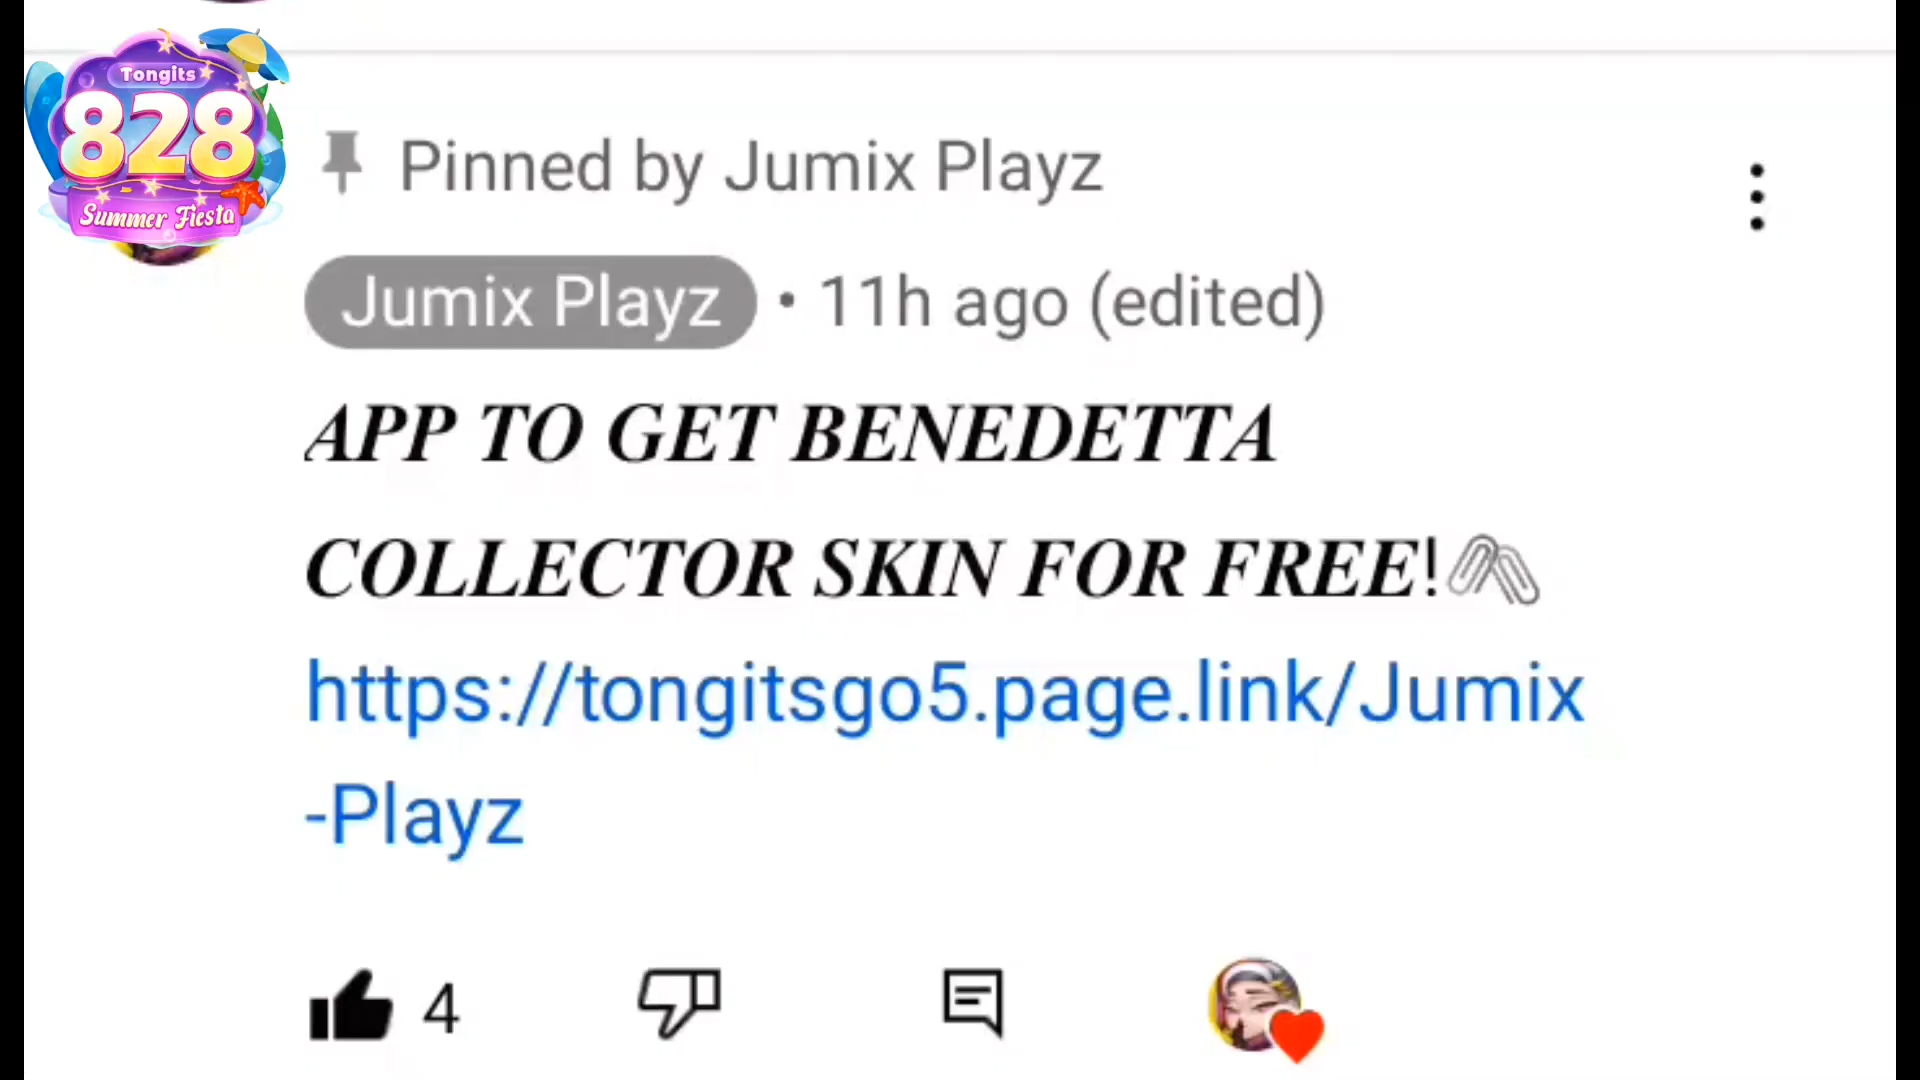 Tongits
828
Summer Fiesta
Pinned by Jumix Playz
Jumix Playz • 11h ago (edited)
APP TO GET BENEDETTA
COLLECTOR SKIN FOR FREE!🖇
https://tongitsgo5.page.link/Jumix
-Playz
4